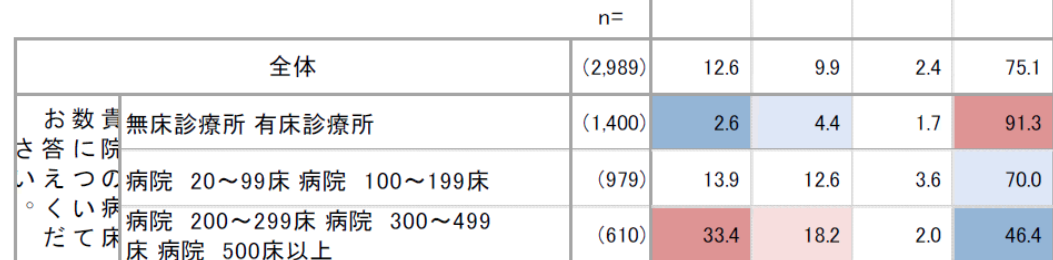 n=
全体 (2,989) 12.6 9.9 2.4 75.1
貴院の病床
数について
お答えくだ
さい。
無床診療所 有床診療所 (1,400) 2.6 4.4 1.7 91.3
病院 20～99床 病院 100～199床 (979) 13.9 12.6 3.6 70.0
病院 200～299床 病院 300～499
床 病院 500床以上 (610) 33.4 18.2 2.0 46.4